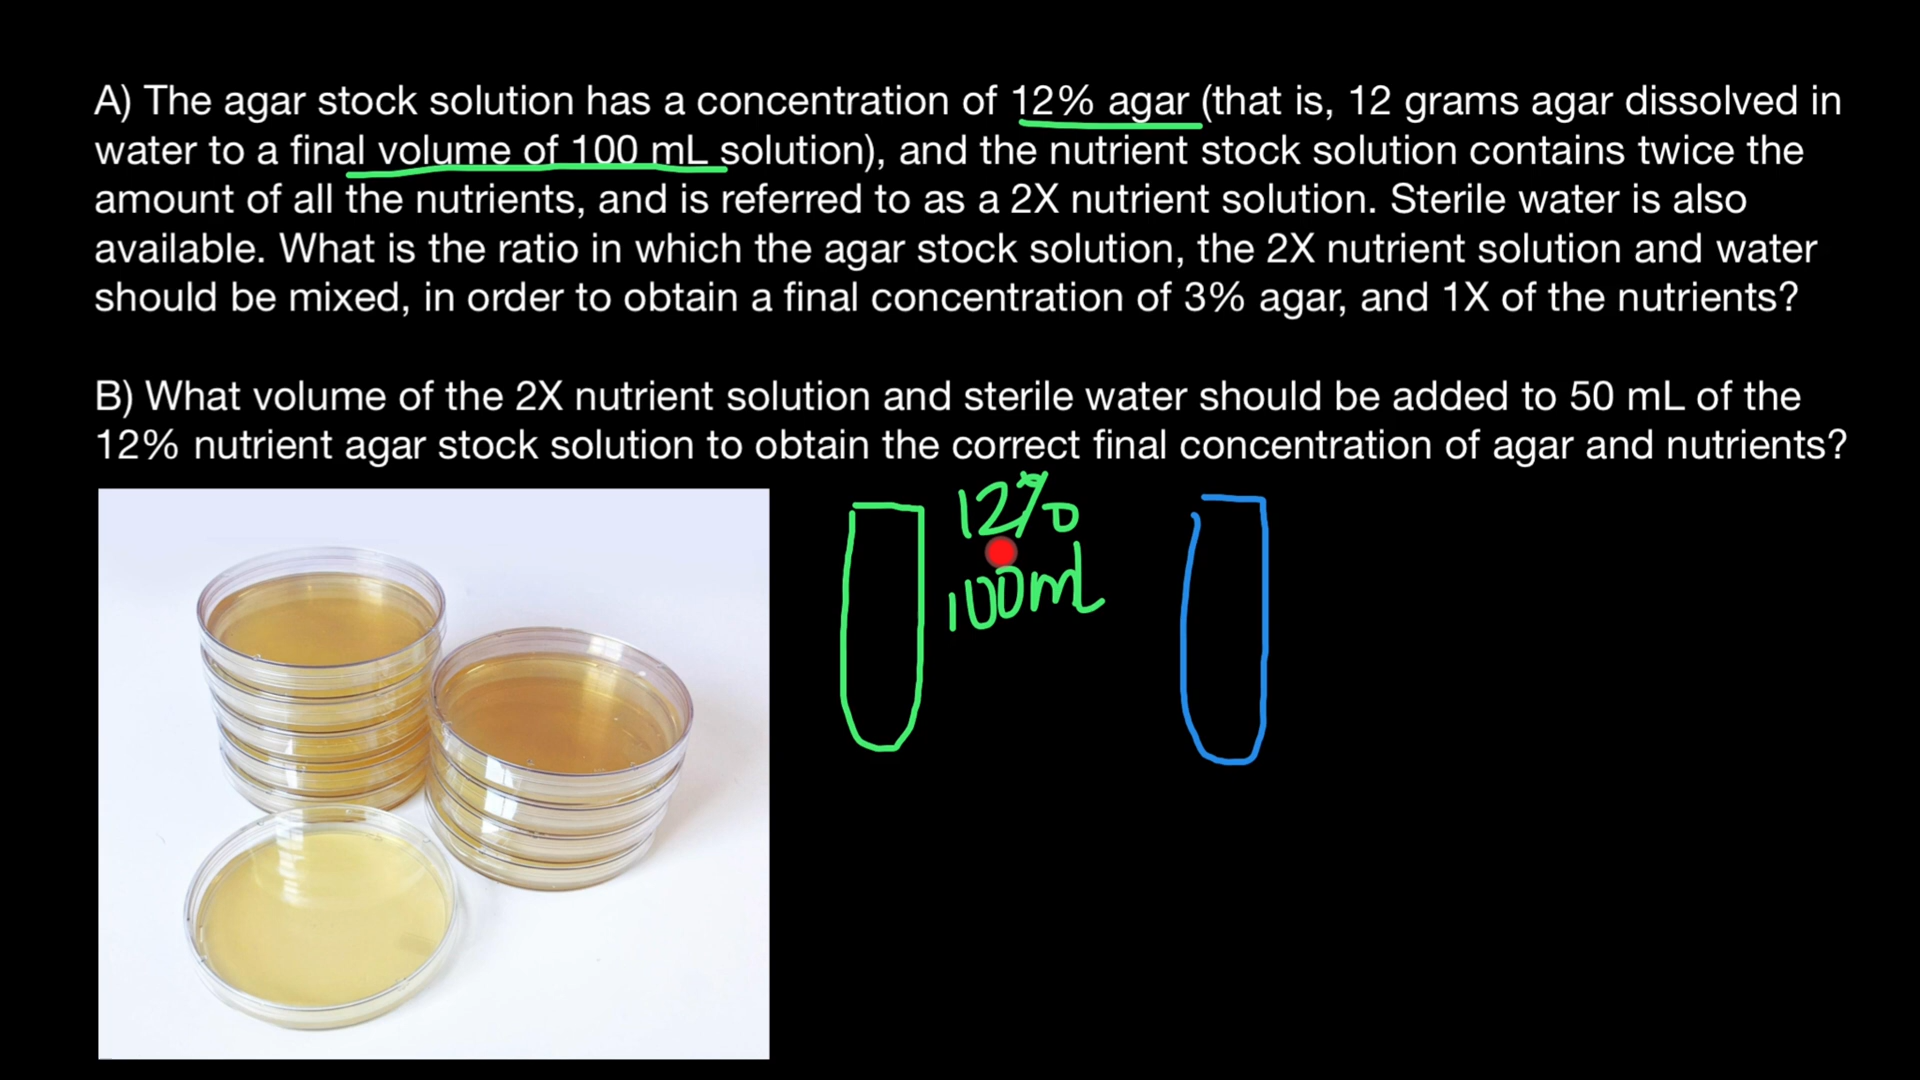 A) The agar stock solution has a concentration of 12% agar (that is, 12 grams agar dissolved in
water to a final volume of 100 mL solution), and the nutrient stock solution contains twice the
amount of all the nutrients, and is referred to as a 2X nutrient solution. Sterile water is also
available. What is the ratio in which the agar stock solution, the 2X nutrient solution and water
should be mixed, in order to obtain a final concentration of 3% agar, and 1X of the nutrients?
B) What volume of the 2X nutrient solution and sterile water should be added to 50 mL of the
12% nutrient agar stock solution to obtain the correct final concentration of agar and nutrients?
12%
100mL